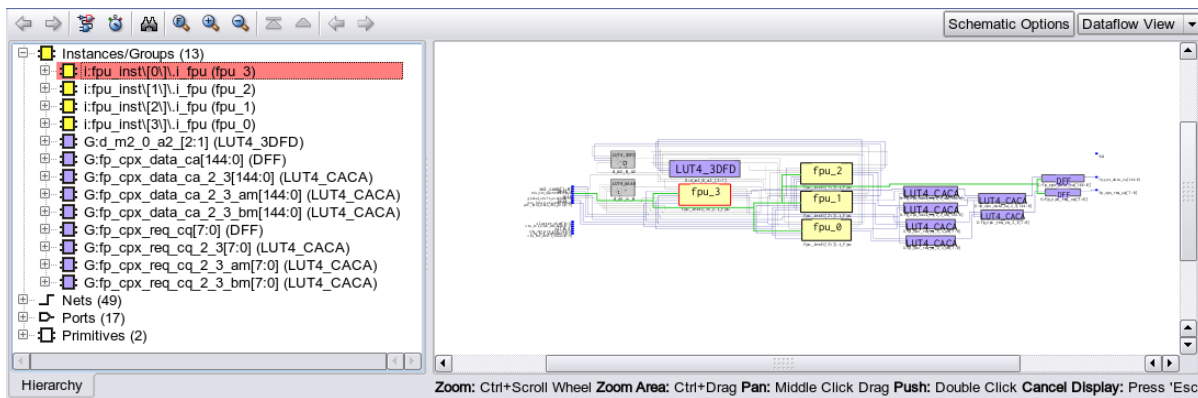 Schematic Options Dataflow View
Instances/Groups (13)
i:fpu_inst\[0\]\.i_fpu (fpu_3)
i:fpu_inst\[1\]\.i_fpu (fpu_2)
i:fpu_inst\[2\]\.i_fpu (fpu_1)
i:fpu_inst\[3\]\.i_fpu (fpu_0)
G:d_m2_0_a2_[2:1] (LUT4_3DFD)
G:fp_cpx_data_ca[144:0] (DFF)
G:fp_cpx_data_ca_2_3[144:0] (LUT4_CACA)
G:fp_cpx_data_ca_2_3_am[144:0] (LUT4_CACA)
G:fp_cpx_data_ca_2_3_bm[144:0] (LUT4_CACA)
G:fp_cpx_req_cq[7:0] (DFF)
G:fp_cpx_req_cq_2_3[7:0] (LUT4_CACA)
G:fp_cpx_req_cq_2_3_am[7:0] (LUT4_CACA)
G:fp_cpx_req_cq_2_3_bm[7:0] (LUT4_CACA)
Nets (49)
Ports (17)
Primitives (2)
Hierarchy
LUT4_3DFD
fpu_3
fpu_2
fpu_1
fpu_0
LUT4_CACA
LUT4_CACA
LUT4_CACA
LUT4_CACA
LUT4_CACA
LUT4_CACA
DFF
DFF
Zoom: Ctrl+Scroll Wheel Zoom Area: Ctrl+Drag Pan: Middle Click Drag Push: Double Click Cancel Display: Press 'Esc